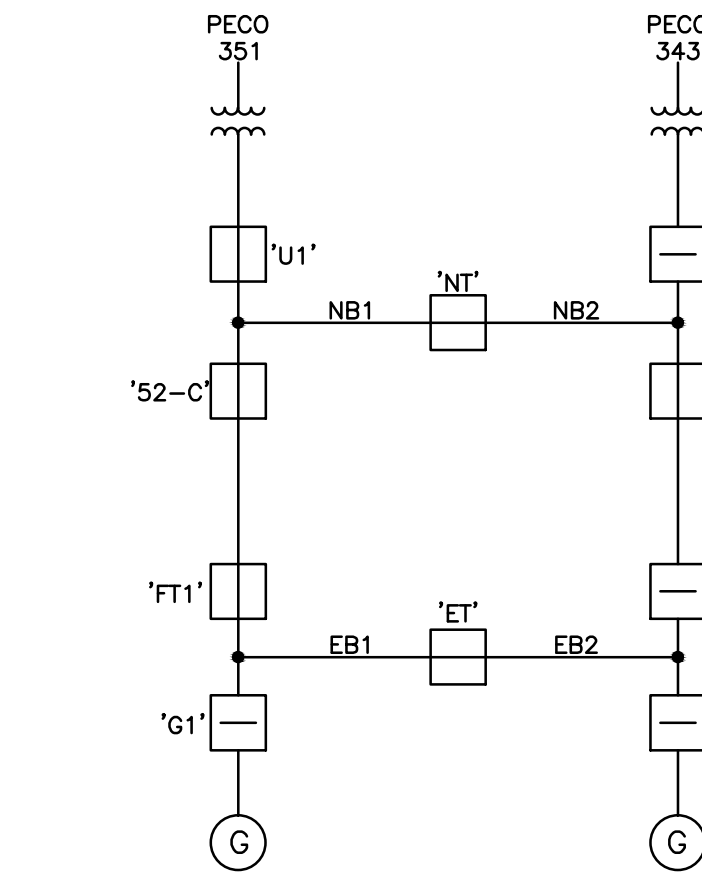 PECO
351
PECO
343
'U1'
'NT'
NB1
NB2
'52-C'
'FT1'
'ET'
EB1
EB2
'G1'
G
G